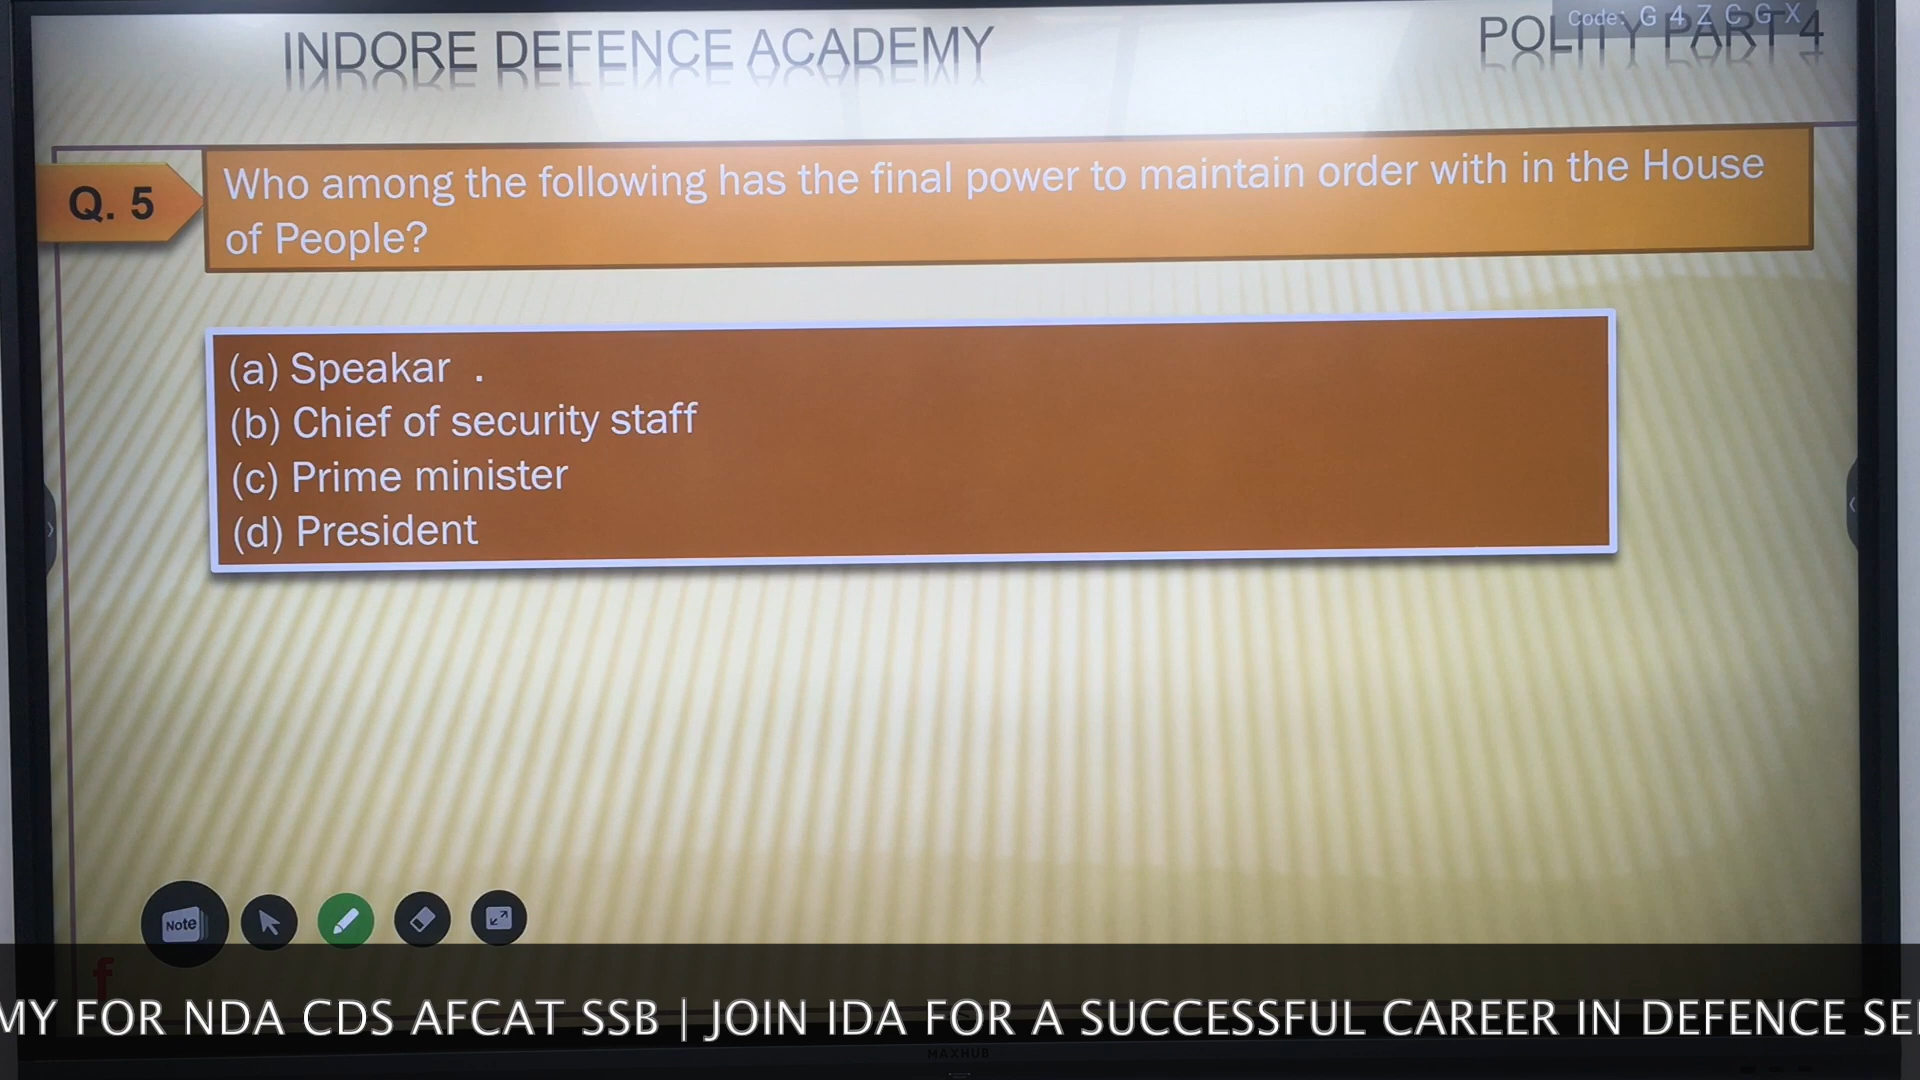 Code: G 4 Z C G X
INDORE DEFENCE ACADEMY
POLITY PART 4
Q. 5
Who among the following has the final power to maintain order with in the House
of People?
(a) Speakar .
(b) Chief of security staff
(c) Prime minister
(d) President
Note
f
MY FOR NDA CDS AFCAT SSB | JOIN IDA FOR A SUCCESSFUL CAREER IN DEFENCE SE
MAXHUB